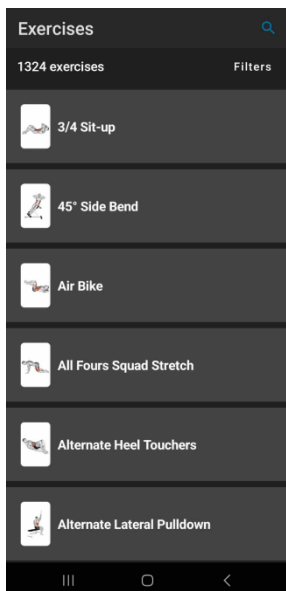 Exercises
1324 exercises Filters
3/4 Sit-up
45° Side Bend
Air Bike
All Fours Squad Stretch
Alternate Heel Touchers
Alternate Lateral Pulldown